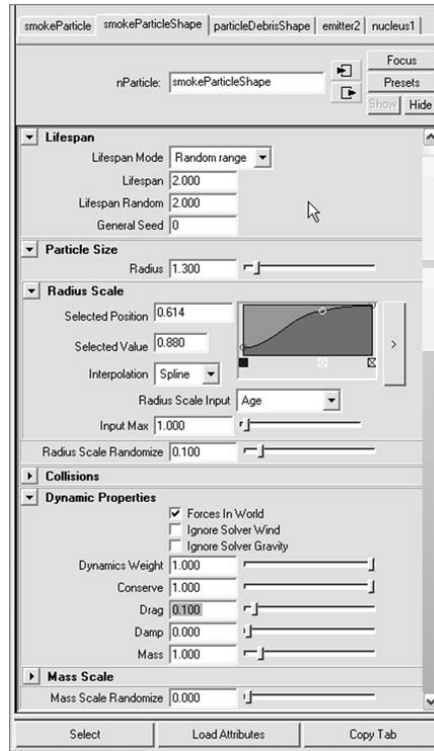 smokeParticle smokeParticleShape particleDebrisShape emitter2 nucleus1
Focus
nParticle: smokeParticleShape
Presets
Show Hide
Lifespan
Lifespan Mode Random range
Lifespan 2.000
Lifespan Random 2.000
General Seed 0
Particle Size
Radius 1.300
Radius Scale
Selected Position 0.614
Selected Value 0.880
>
Interpolation Spline
Radius Scale Input Age
Input Max 1.000
Radius Scale Randomize 0.100
Collisions
Dynamic Properties
Forces In World
Ignore Solver Wind
Ignore Solver Gravity
Dynamics Weight 1.000
Conserve 1.000
Drag 0.100
Damp 0.000
Mass 1.000
Mass Scale
Mass Scale Randomize 0.000
Select Load Attributes Copy Tab